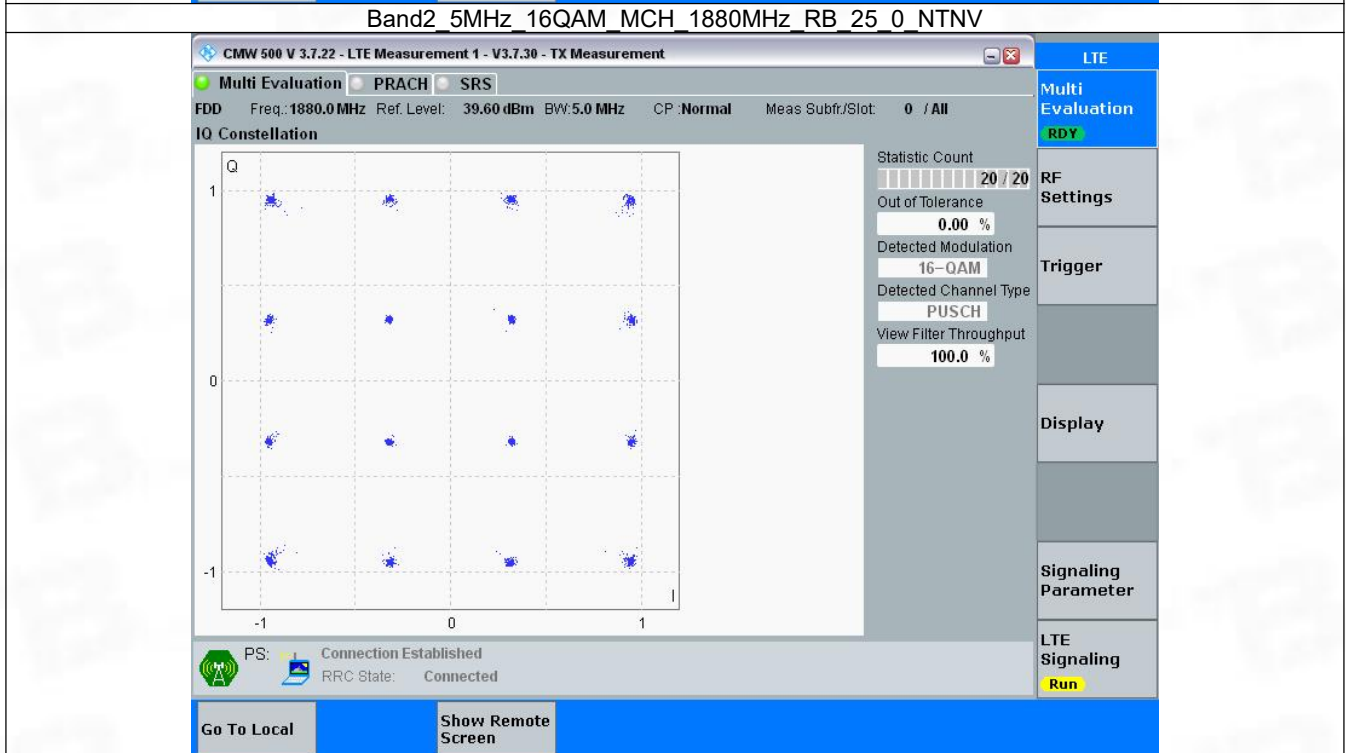 Band2_5MHz_16QAM_MCH_1880MHz_RB_25_0_NTNV
CMW 500 V 3.7.22 - LTE Measurement 1 - V3.7.30 - TX Measurement
LTE
Multi Evaluation PRACH SRS
Multi
Evaluation
RDY
FDD Freq.: 1880.0 MHz Ref. Level: 39.60 dBm BW: 5.0 MHz CP : Normal Meas Subfr./Slot: 0 / All
IQ Constellation
Q
1
0
-1
I
-1 0 1
Statistic Count
20 / 20
Out of Tolerance
0.00 %
Detected Modulation
16-QAM
Detected Channel Type
PUSCH
View Filter Throughput
100.0 %
RF
Settings
Trigger
Display
Signaling
Parameter
LTE
Signaling
Run
PS: Connection Established
RRC State: Connected
Go To Local
Show Remote
Screen